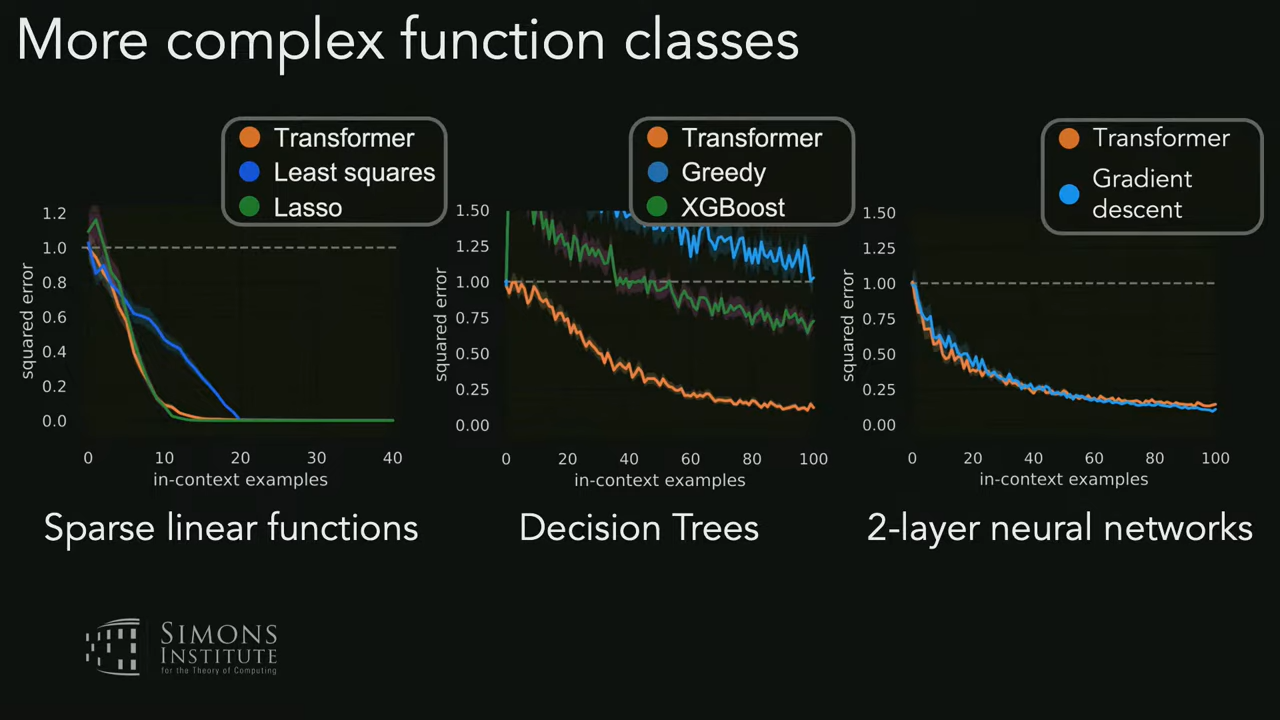 More complex function classes
Transformer
Least squares
Lasso
1.2
1.0
0.8
0.6
0.4
0.2
0.0
squared error
0 10 20 30 40
in-context examples
Sparse linear functions
Transformer
Greedy
XGBoost
1.50
1.25
1.00
0.75
0.50
0.25
0.00
squared error
0 20 40 60 80 100
in-context examples
Decision Trees
Transformer
Gradient
descent
1.50
1.25
1.00
0.75
0.50
0.25
0.00
squared error
0 20 40 60 80 100
in-context examples
2-layer neural networks
SIMONS
INSTITUTE
for the Theory of Computing